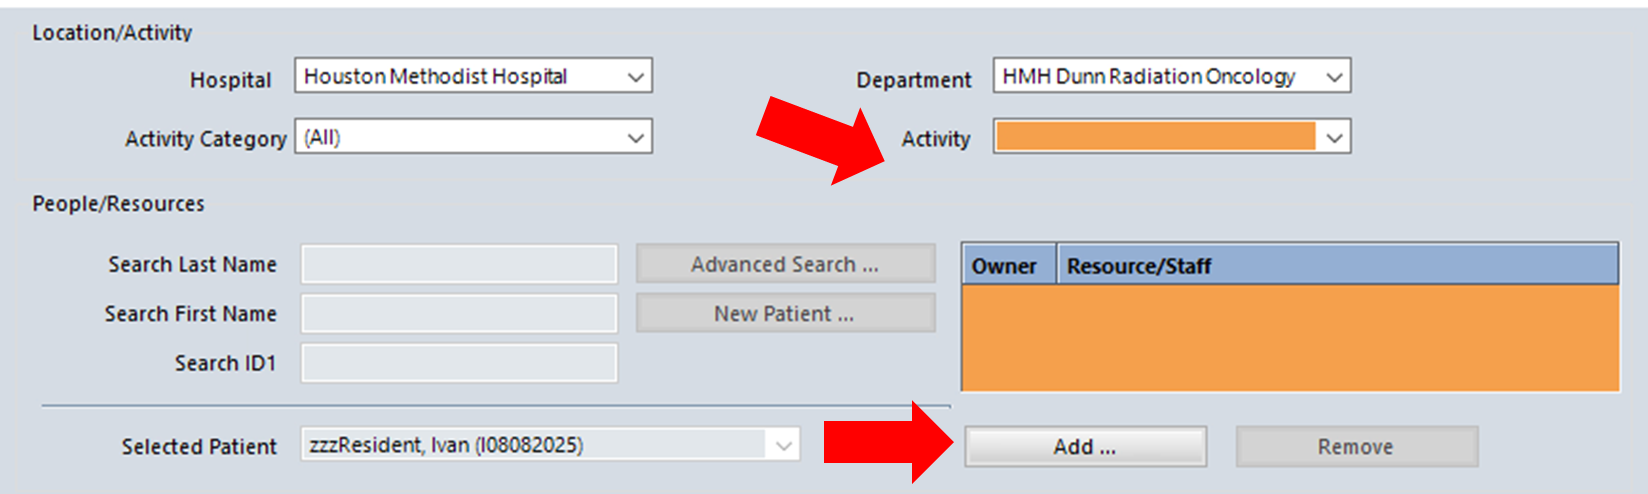 Location/Activity
Hospital Houston Methodist Hospital Department HMH Dunn Radiation Oncology
Activity Category (All) Activity
People/Resources
Search Last Name Advanced Search ... Owner Resource/Staff
Search First Name New Patient ...
Search ID1
Selected Patient zzzResident, Ivan (I08082025) Add ... Remove